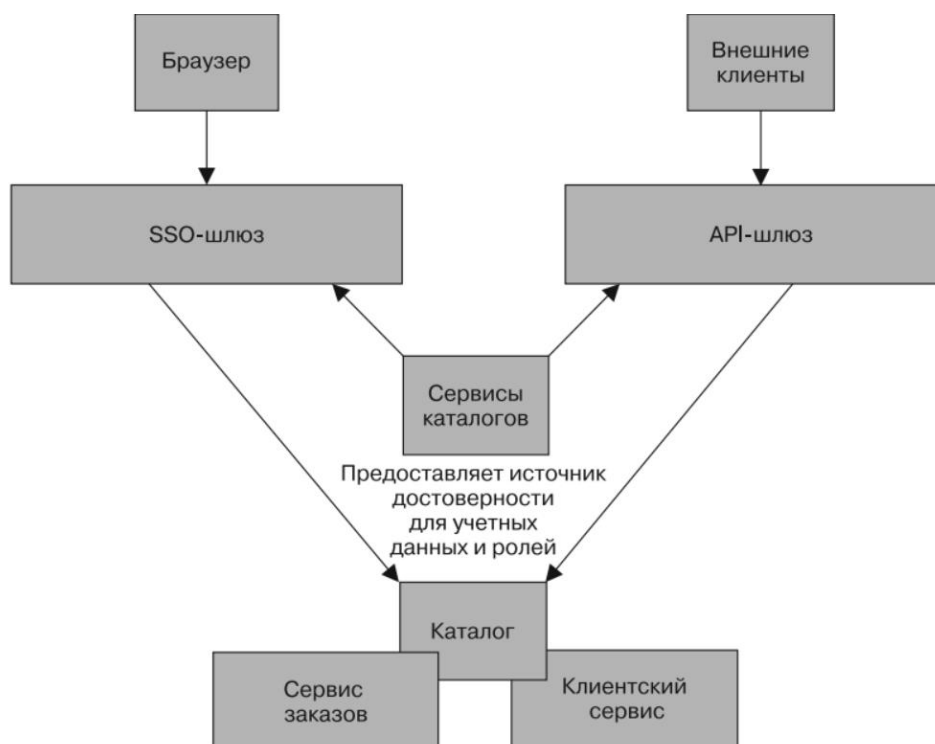 Браузер
Внешние
клиенты
SSO-шлюз
API-шлюз
Сервисы
каталогов
Предоставляет источник
достоверности
для учетных
данных и ролей
Каталог
Сервис
заказов
Клиентский
сервис